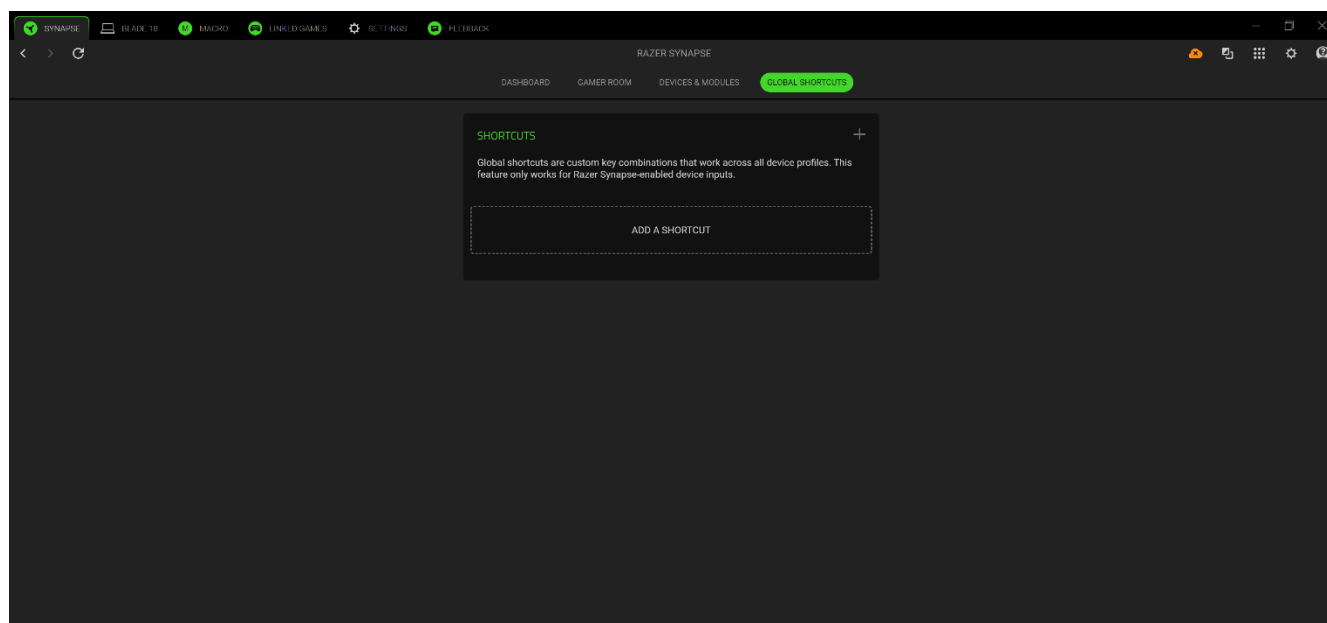 SYNAPSE BLADE 18 MACRO LINKED GAMES SETTINGS FEEDBACK
RAZER SYNAPSE
DASHBOARD GAMER ROOM DEVICES & MODULES GLOBAL SHORTCUTS
SHORTCUTS
Global shortcuts are custom key combinations that work across all device profiles. This
feature only works for Razer Synapse-enabled device inputs.
ADD A SHORTCUT